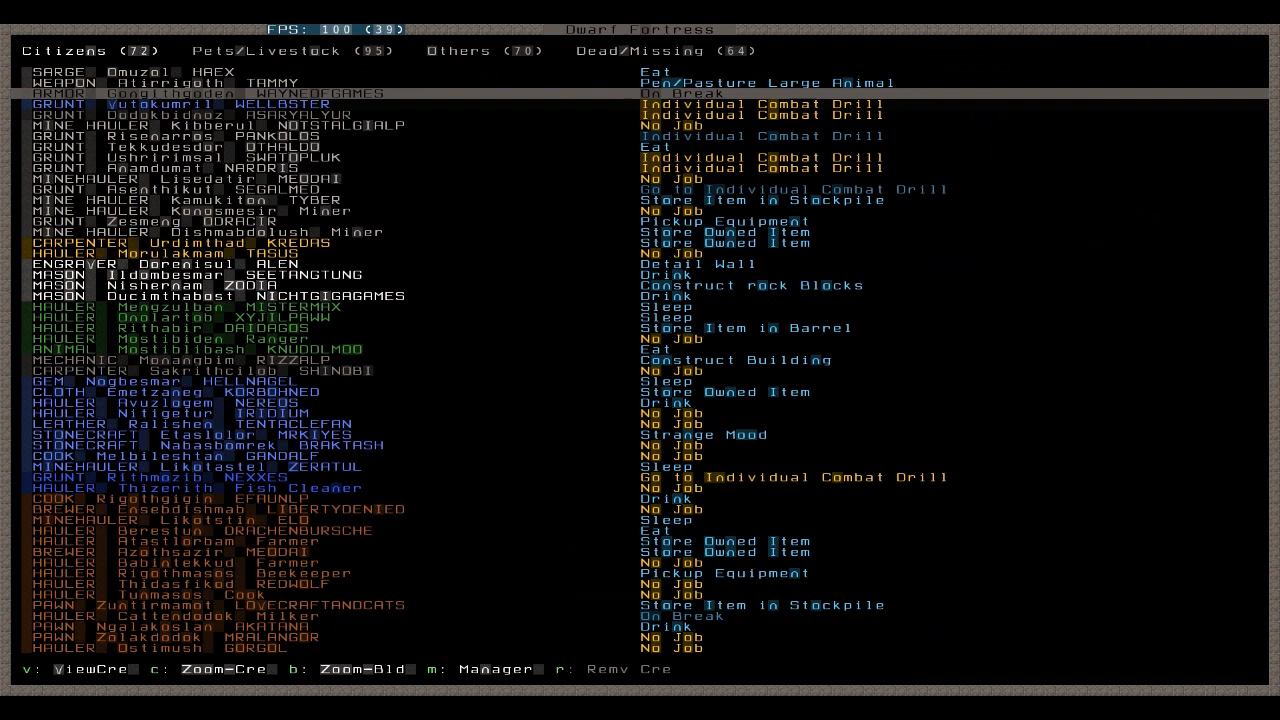 FPS: 100 (39) Dwarf Fortress
Citizens (72) Pets/Livestock (95) Others (70) Dead/Missing (64)
SARGE Omuzol HAEX Eat
WEAPON Atirrigoth TAMMY Pen/Pasture Large Animal
ARMOR Gongithgoden WAYNEOFGAMES On Break
GRUNT Vutokumril WELLBSTER Individual Combat Drill
GRUNT Dodokbidnoz ASARYALYUR Individual Combat Drill
MINE HAULER Kibberul NOTSTALGIALP No Job
GRUNT Risenarros PANKOLOS Individual Combat Drill
GRUNT Tekkudesdor OTHALDO Eat
GRUNT Ushririmsal SWATOPLUK Individual Combat Drill
GRUNT Anamdumat NARDRIS Individual Combat Drill
MINEHAULER Lisedatir MEODAI No Job
GRUNT Asenthikut SEGALMED Go to Individual Combat Drill
MINE HAULER Kamukiton TYBER Store Item in Stockpile
MINE HAULER Konosmesir Miner No Job
GRUNT Zesmeng ODRACIR Pickup Equipment
MINE HAULER Dishmabdolush Miner Store Owned Item
CARPENTER Urdimthad KREDAS Store Owned Item
HAULER Morulakmam TASUS No Job
ENGRAVER Dorenisul ALEN Detail Wall
MASON Ildombesmar SEETANGTUNG Drink
MASON Nishernam ZODIA Construct rock Blocks
MASON Ducimthabost NICHTGIGAGAMES Drink
HAULER Mengzulban MISTERMAX Sleep
HAULER Onolartob XYJILPAWW Sleep
HAULER Rithabir DAIDAGOS Store Item in Barrel
HAULER Mostibiden Ranger No Job
ANIMAL Mostiblibash KNUDDLMOO Eat
MECHANIC Monangbim RIZZALP Construct Building
CARPENTER Sakrithcilob SHINOBI No Job
GEM Nogbesmar HELLNAGEL Sleep
CLOTH Emetzaneg KORBOHNED Store Owned Item
HAULER Avuzlogem NEREOS Drink
HAULER Nitigetur IRIDIUM No Job
LEATHER Ralishen TENTACLEFAN No Job
STONECRAFT Etaslolor MRKIYES Strange Mood
STONECRAFT Nabasbomrek BRAKTASH No Job
COOK Melbileshtan GANDALF No Job
MINEHAULER Likotastel ZERATUL Sleep
GRUNT Rithmozib NEXXES Go to Individual Combat Drill
HAULER Thizerith Fish Cleaner No Job
COOK Rigothgigin EFAUNLP Drink
BREWER Ensebdishmab LIBERTYDENIED No Job
MINEHAULER Likotstin ELO Sleep
HAULER Berestun DRACHENBURSCHE Eat
HAULER Atastlorbam Farmer Store Owned Item
BREWER Azothsazir MEODAI Store Owned Item
HAULER Babintekkud Farmer No Job
HAULER Rigothmasos Beekeeper Pickup Equipment
HAULER Thidasfikod REDWOLF No Job
HAULER Tunmasos Cook No Job
PAWN Zuntirmamot LOVECRAFTANDCATS Store Item in Stockpile
HAULER Cattendodok Milker On Break
PAWN Ngalakoslan AKATANA Drink
PAWN Zolakdodok MRALANGOR No Job
HAULER Ostimush GORGOL No Job
v: ViewCre c: Zoom-Cre b: Zoom-Bld m: Manager r: Remv Cre